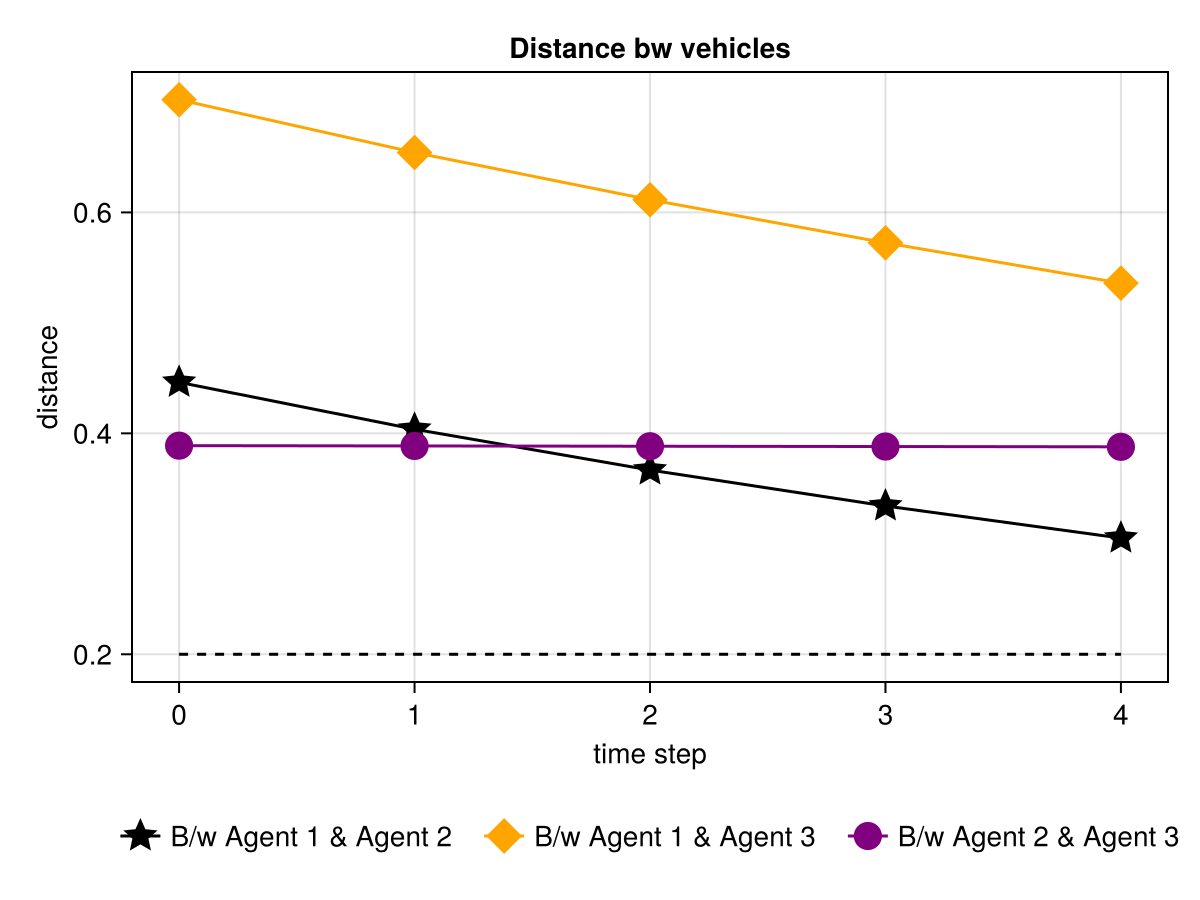 Distance bw vehicles
distance
0.6
0.4
0.2
0 1 2 3 4
time step
B/w Agent 1 & Agent 2 B/w Agent 1 & Agent 3 B/w Agent 2 & Agent 3